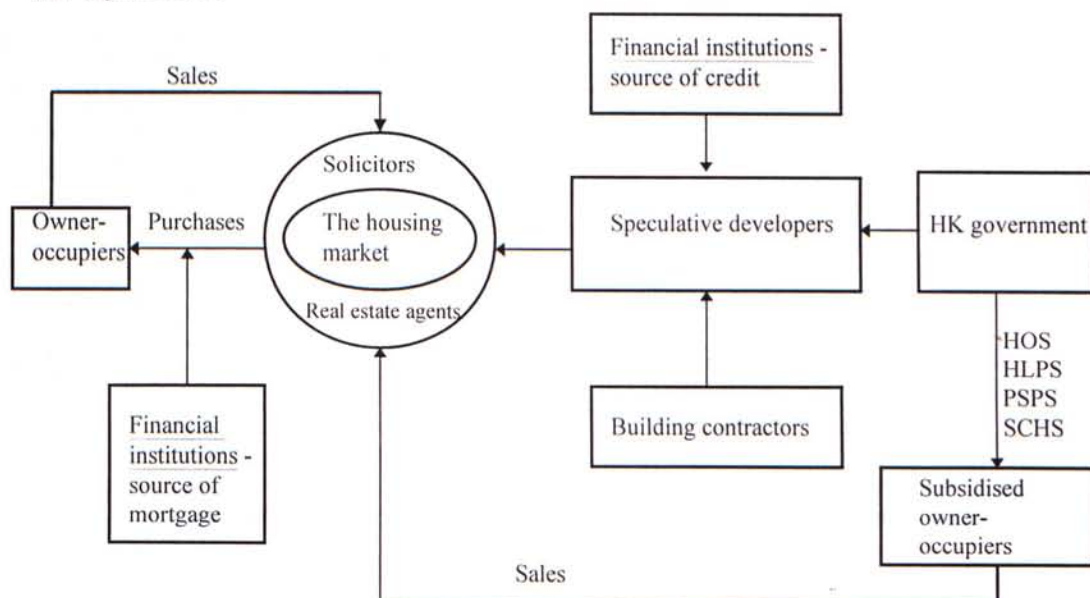 Financial institutions -
source of credit
Sales
Solicitors
The housing
market
Real estate agents
Owner-
occupiers
Purchases
Speculative developers
HK government
HOS
HLPS
PSPS
SCHS
Building contractors
Financial
institutions -
source of
mortgage
Subsidised
owner-
occupiers
Sales